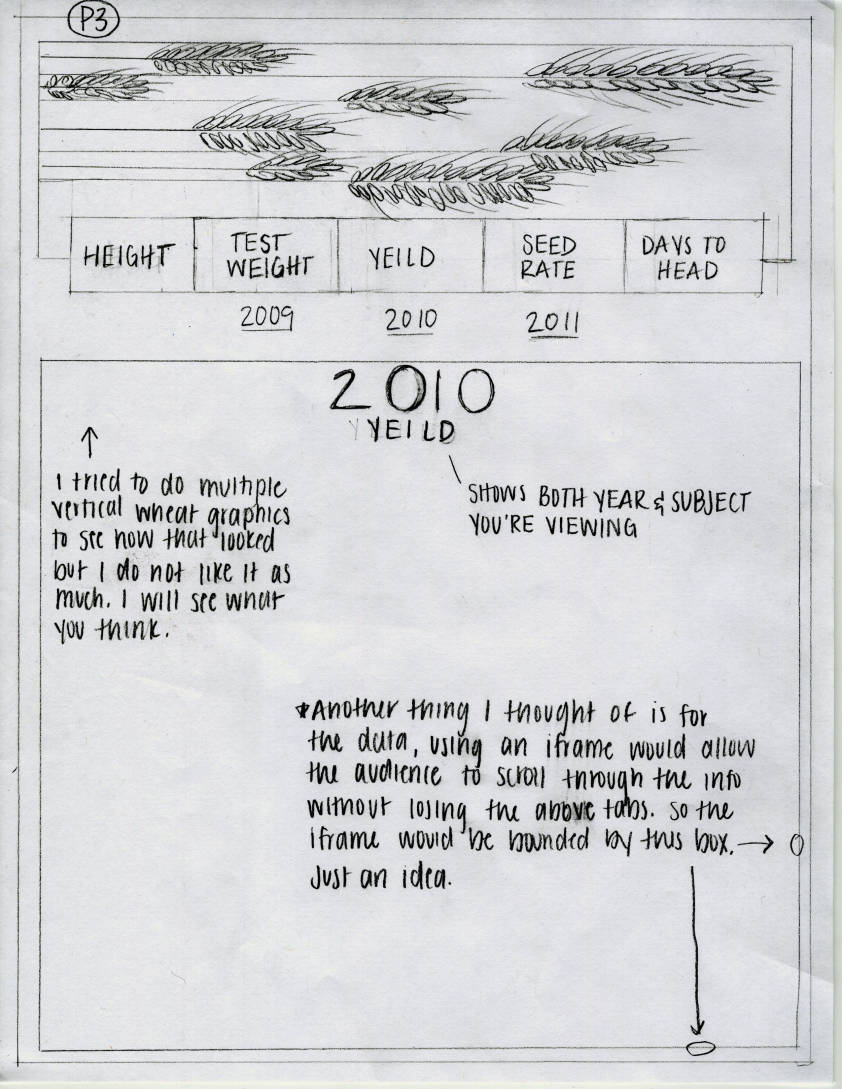 P3
HEIGHT
TEST
WEIGHT
YEILD
SEED
RATE
DAYS TO
HEAD
2009
2010
2011
2010
YEILD
I tried to do multiple
vertical wheat graphics
to see how that looked
but I do not like it as
much. I will see what
you think.
SHOWS BOTH YEAR & SUBJECT
YOU'RE VIEWING
*Another thing I thought of is for
the data, using an iframe would allow
the audience to scroll through the info
without losing the above tabs. So the
iframe would be bounded by this box.
Just an idea.